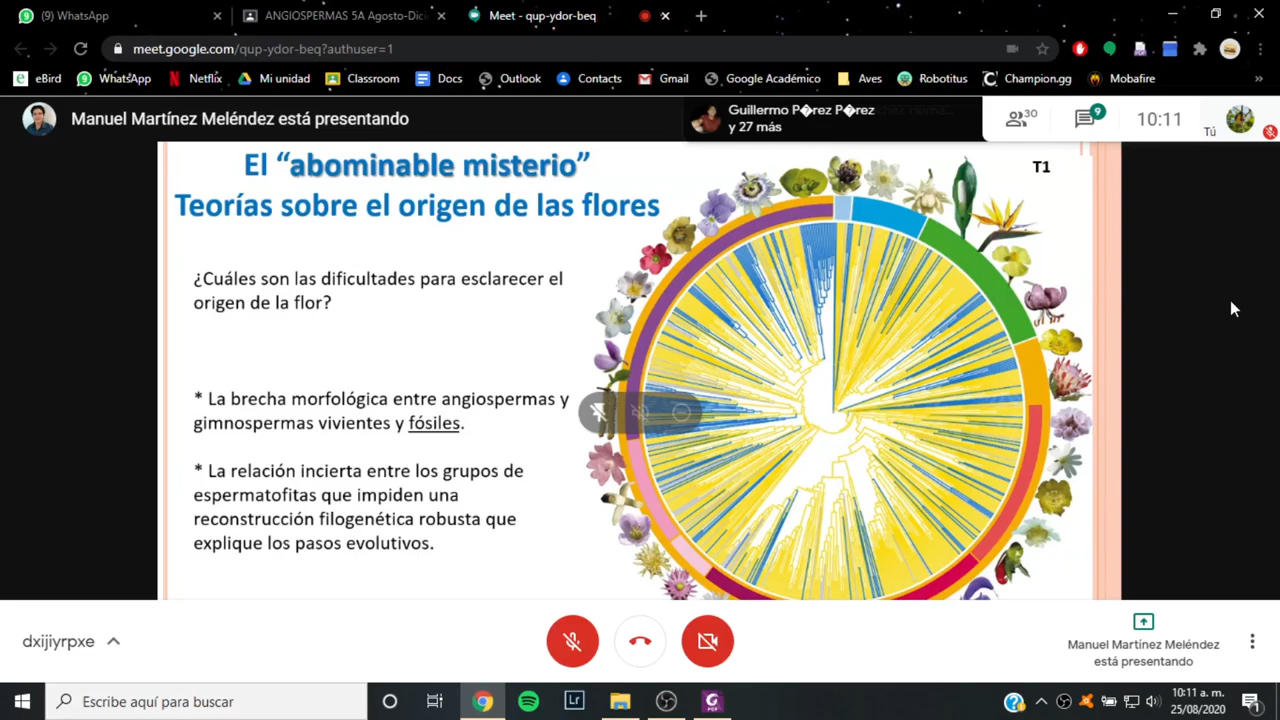 (9) WhatsApp
ANGIOSPERMAS 5A Agosto-Dic
Meet - qup-ydor-beq
meet.google.com/qup-ydor-beq?authuser=1
eBird
WhatsApp
Netflix
Mi unidad
Classroom
Docs
Outlook
Contacts
Gmail
Google Académico
Aves
Robotitus
Champion.gg
Mobafire
»
Manuel Martínez Meléndez está presentando
Guillermo P�rez P�rez
y 27 más
30
9
10:11
Tú
El “abominable misterio”
Teorías sobre el origen de las flores
T1
¿Cuáles son las dificultades para esclarecer el
origen de la flor?
* La brecha morfológica entre angiospermas y
gimnospermas vivientes y fósiles.
* La relación incierta entre los grupos de
espermatofitas que impiden una
reconstrucción filogenética robusta que
explique los pasos evolutivos.
dxijiyrpxe
Manuel Martínez Meléndez
está presentando
Escribe aquí para buscar
10:11 a. m.
25/08/2020
1